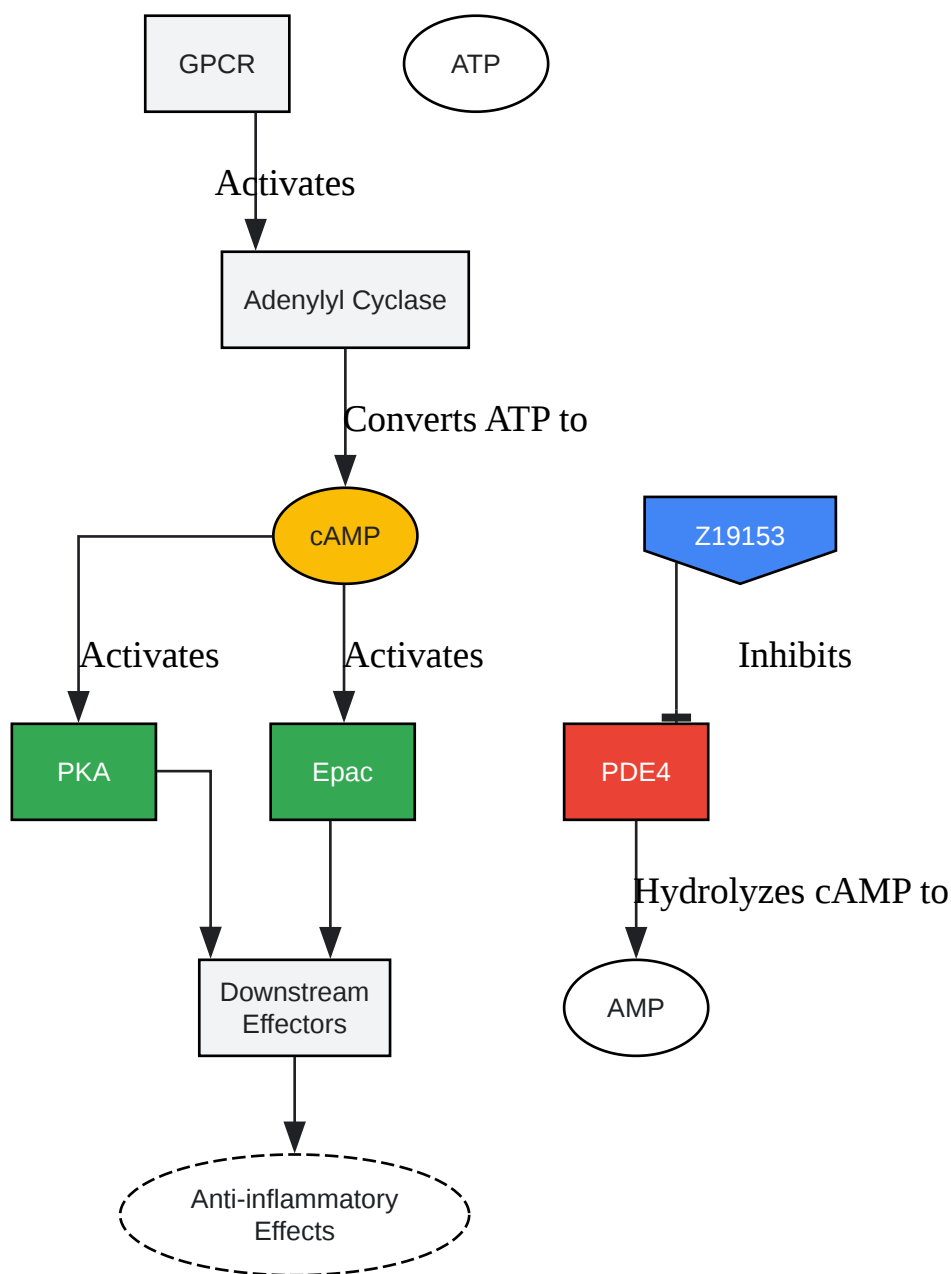 GPCR
ATP
Activates
Adenylyl Cyclase
Converts ATP to
cAMP
Z19153
Activates
Activates
Inhibits
PKA
Epac
PDE4
Hydrolyzes cAMP to
Downstream
Effectors
AMP
Anti-inflammatory
Effects